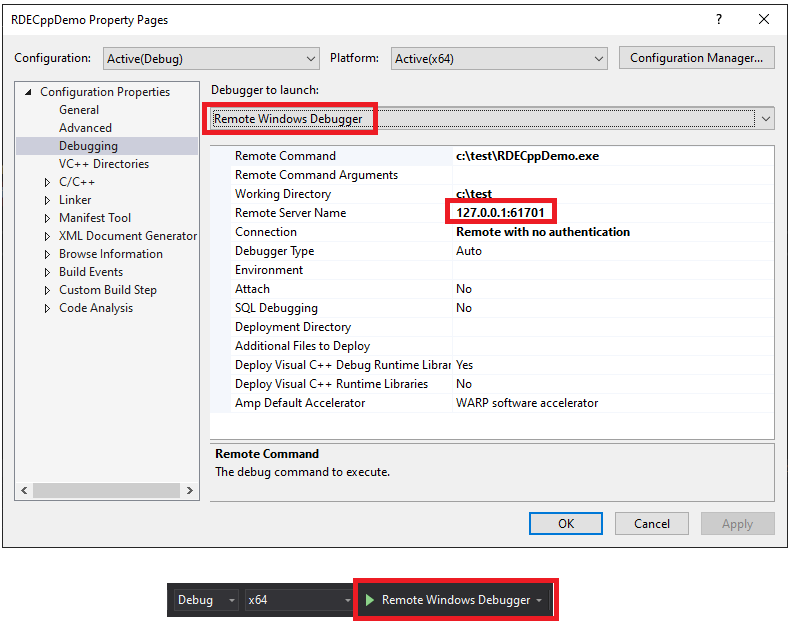 RDECppDemo Property Pages
?
Configuration: Active(Debug) Platform: Active(x64) Configuration Manager...
Configuration Properties
General
Advanced
Debugging
VC++ Directories
C/C++
Linker
Manifest Tool
XML Document Generator
Browse Information
Build Events
Custom Build Step
Code Analysis
Debugger to launch:
Remote Windows Debugger
Remote Command c:\test\RDECppDemo.exe
Remote Command Arguments
Working Directory c:\test
Remote Server Name 127.0.0.1:61701
Connection Remote with no authentication
Debugger Type Auto
Environment
Attach No
SQL Debugging No
Deployment Directory
Additional Files to Deploy
Deploy Visual C++ Debug Runtime Librar Yes
Deploy Visual C++ Runtime Libraries No
Amp Default Accelerator WARP software accelerator
Remote Command
The debug command to execute.
OK Cancel Apply
Debug x64 Remote Windows Debugger